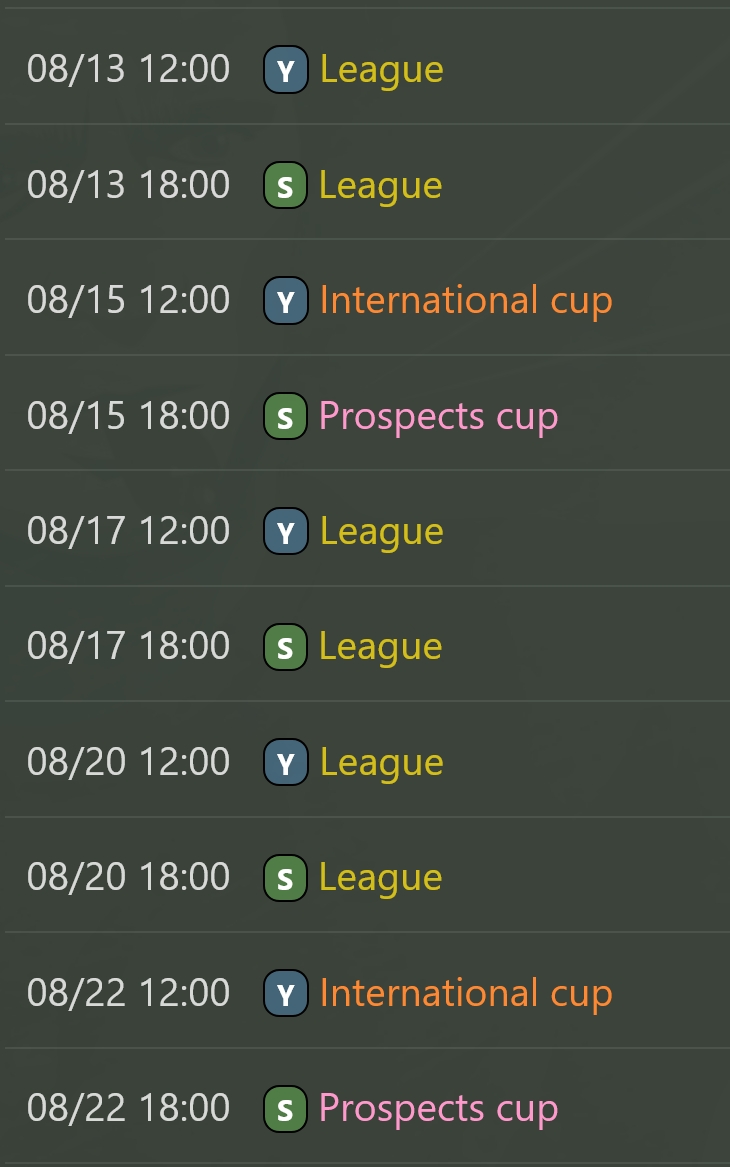 08/13 12:00 Y League
08/13 18:00 S League
08/15 12:00 Y International cup
08/15 18:00 S Prospects cup
08/17 12:00 Y League
08/17 18:00 S League
08/20 12:00 Y League
08/20 18:00 S League
08/22 12:00 Y International cup
08/22 18:00 S Prospects cup